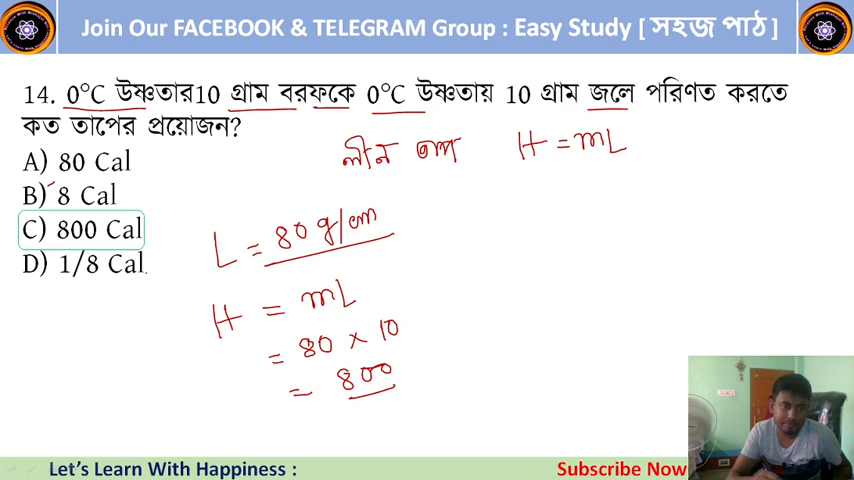 Join Our FACEBOOK & TELEGRAM Group : Easy Study [ সহজ পাঠ ]
14. 0°C উষ্ণতার10 গ্রাম বরফকে 0°C উষ্ণতায় 10 গ্রাম জলে পরিণত করতে
কত তাপের প্রয়োজন?
লীন তাপ H = mL
A) 80 Cal
B) 8 Cal
C) 800 Cal
D) 1/8 Cal.
L = 80 g/cm
H = mL
= 80 × 10
= 800
Let's Learn With Happiness : Subscribe Now